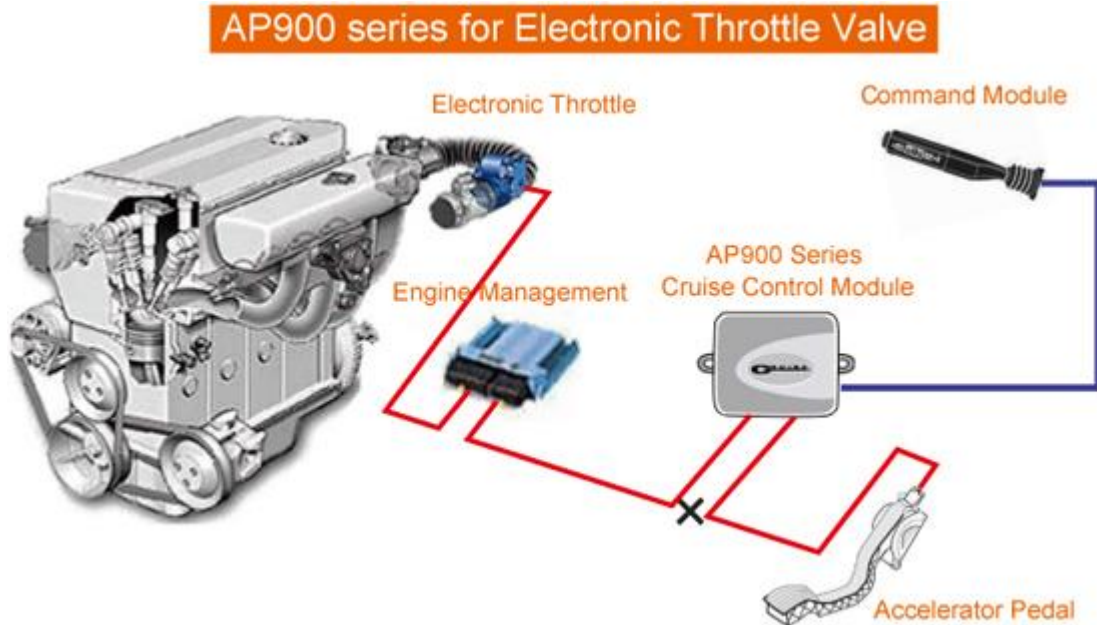 AP900 series for Electronic Throttle Valve
Electronic Throttle
Command Module
AP900 Series
Cruise Control Module
Engine Management
Accelerator Pedal